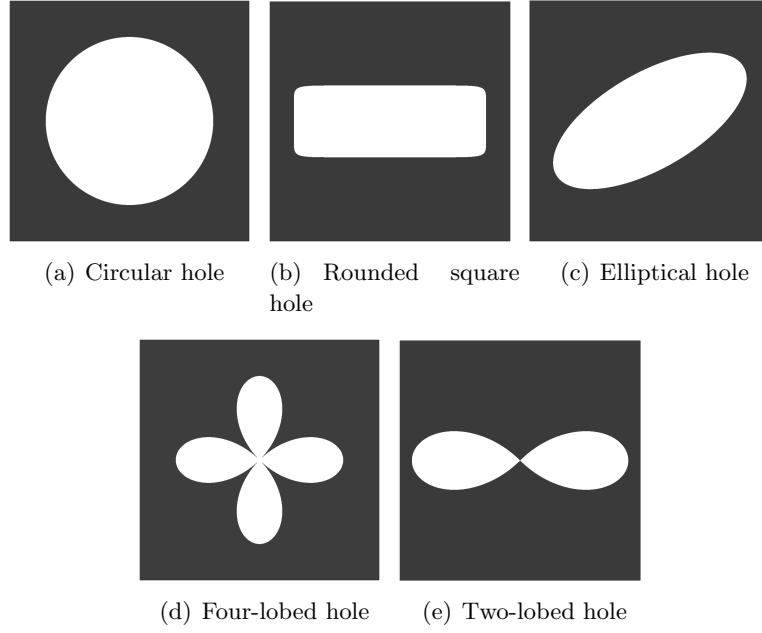 (a) Circular hole
(b) Rounded square
hole
(c) Elliptical hole
(d) Four-lobed hole
(e) Two-lobed hole